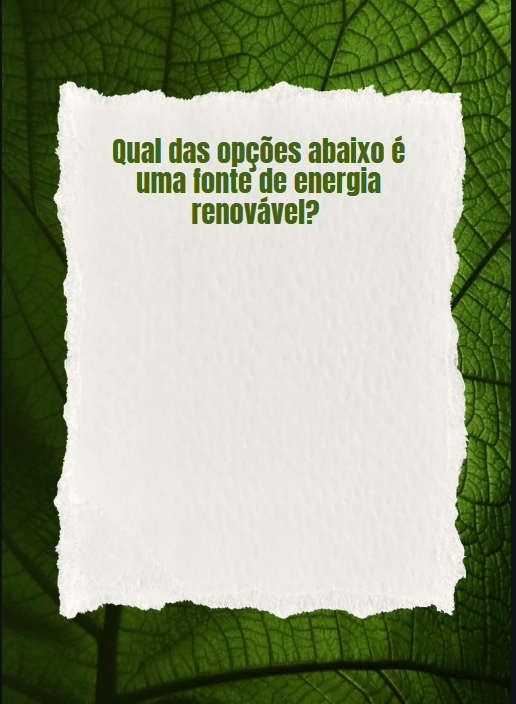 Qual das opções abaixo é
uma fonte de energia
renovável?